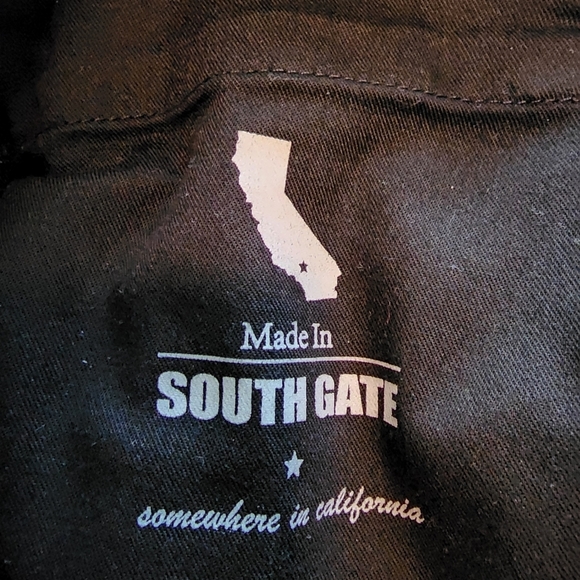 Made In
SOUTH GATE
somewhere in california